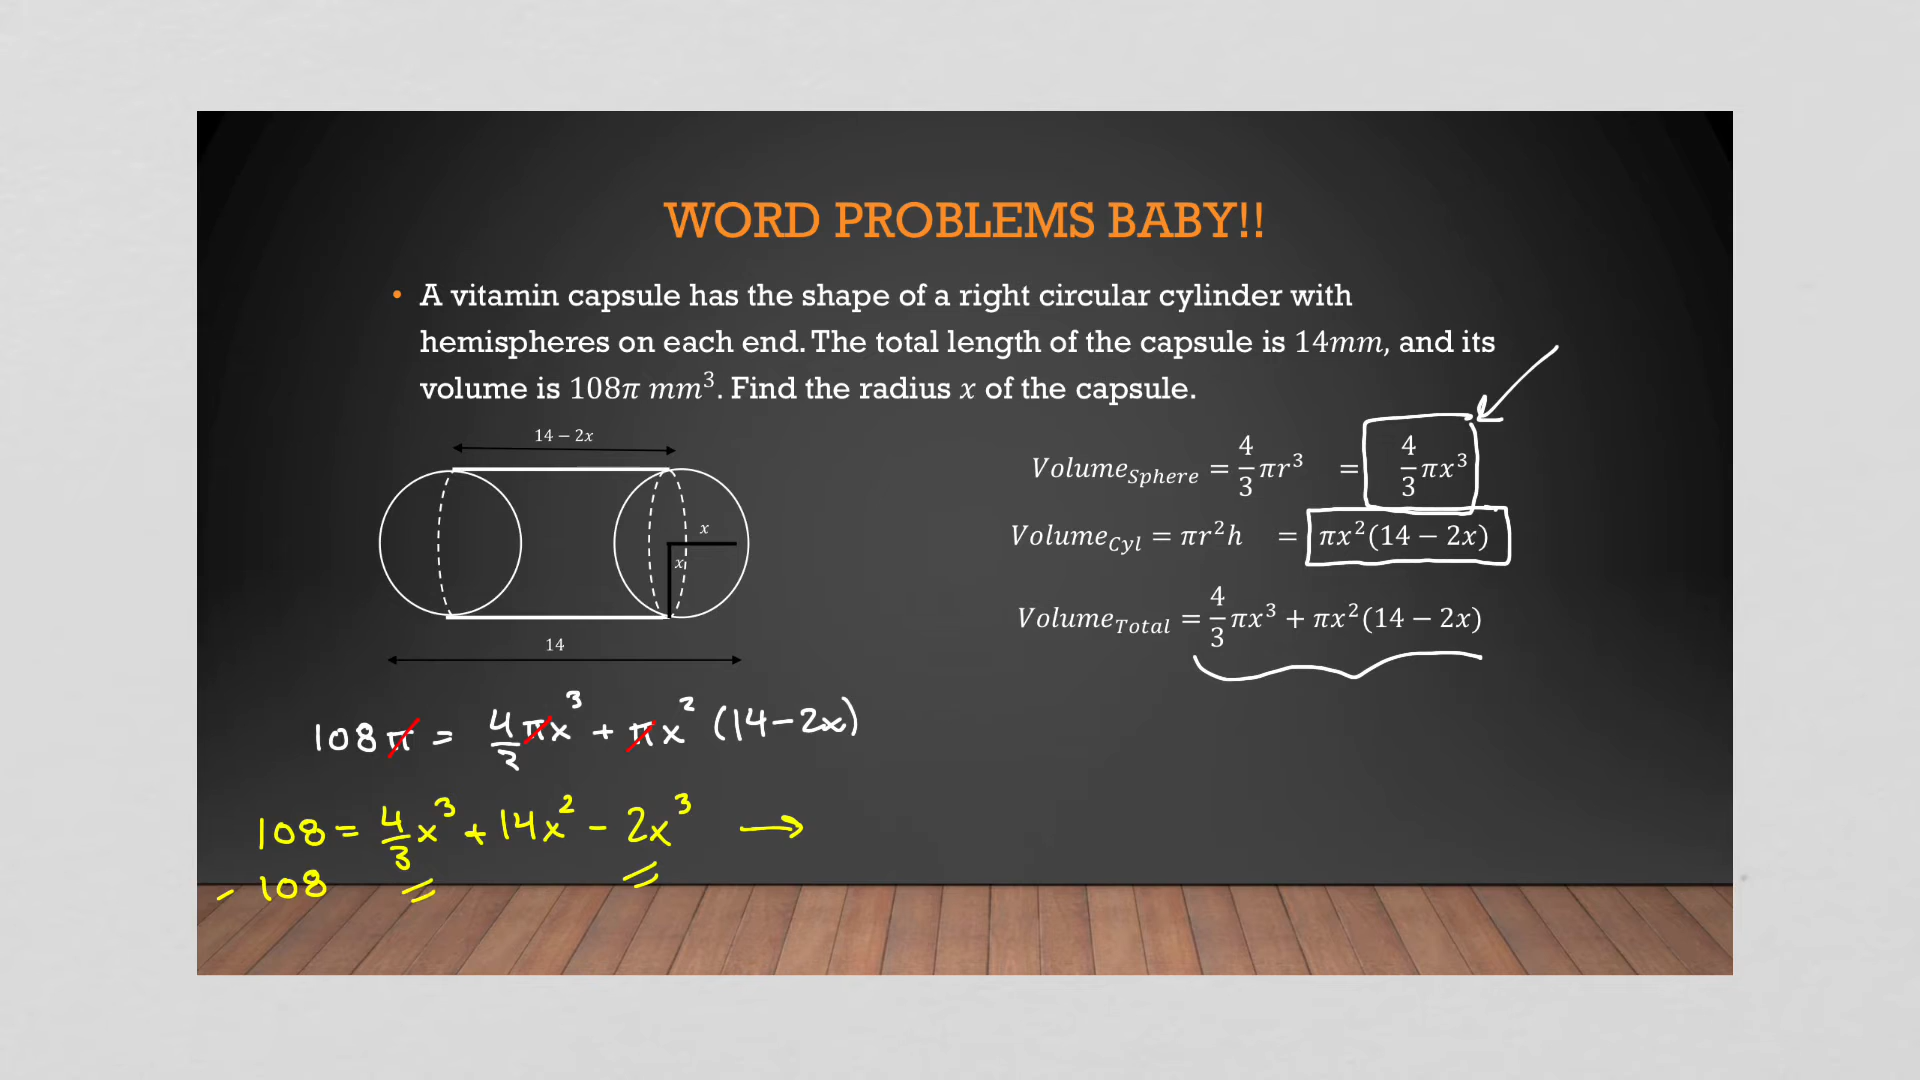 WORD PROBLEMS BABY!!
• A vitamin capsule has the shape of a right circular cylinder with
hemispheres on each end. The total length of the capsule is 14mm, and its
volume is 108π mm³. Find the radius x of the capsule.
14 − 2x
x
x
14
Volume_Sphere = 4/3 πr³ = 4/3 πx³
Volume_Cyl = πr²h = πx²(14 − 2x)
Volume_Total = 4/3 πx³ + πx²(14 − 2x)
108π = 4/3 πx³ + πx² (14 − 2x)
108 = 4/3 x³ + 14x² − 2x³ →
− 108